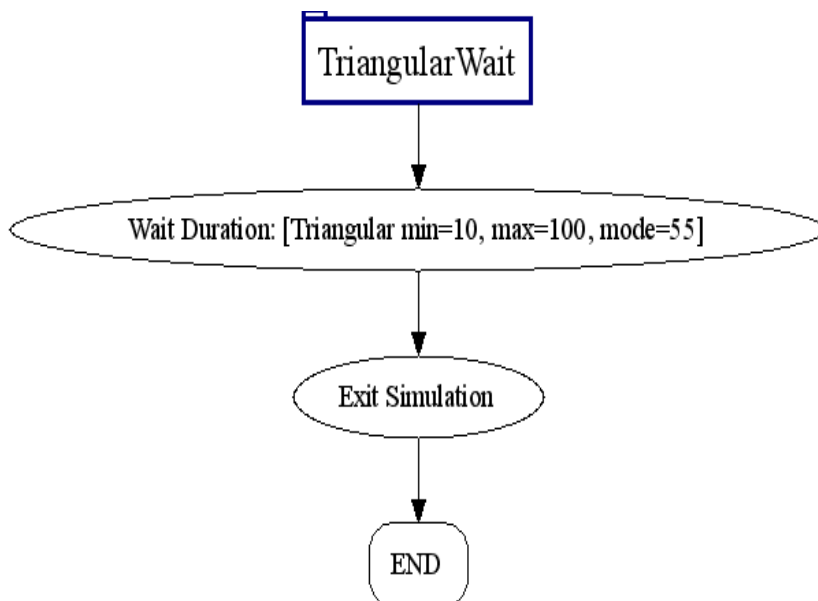 TriangularWait
Wait Duration: [Triangular min=10, max=100, mode=55]
Exit Simulation
END